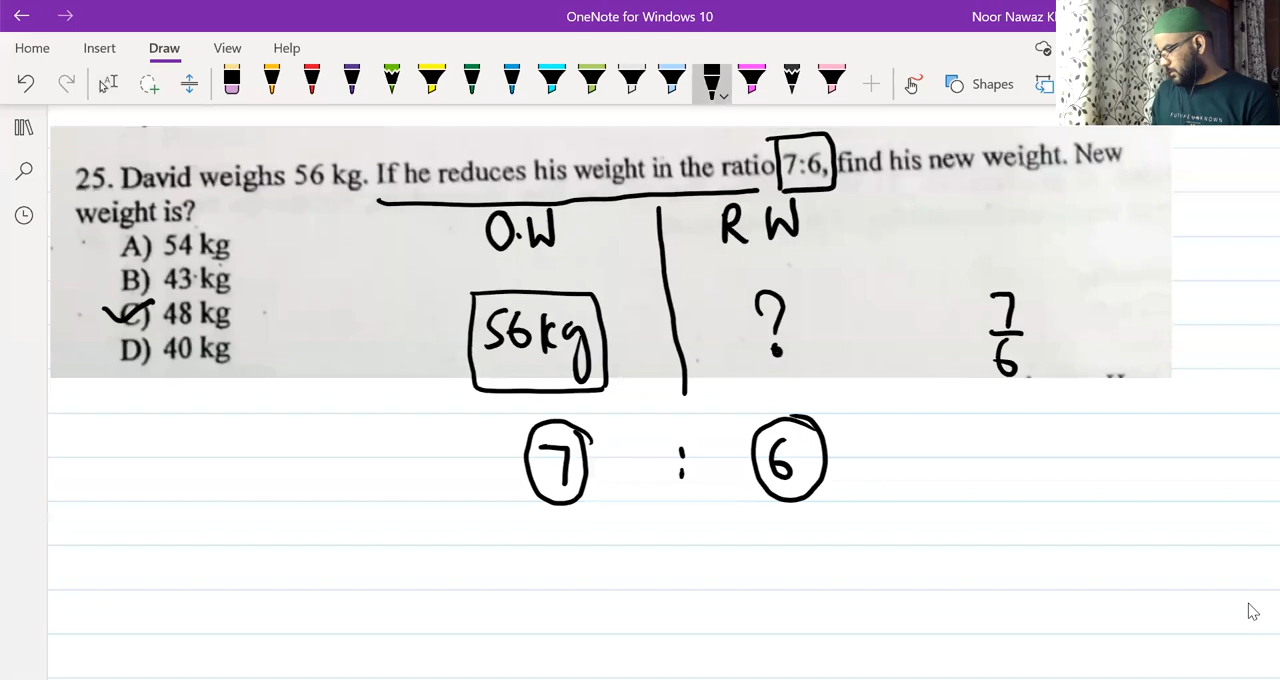 OneNote for Windows 10
Noor Nawaz
Home Insert Draw View Help
Shapes
25. David weighs 56 kg. If he reduces his weight in the ratio 7:6, find his new weight. New
weight is?
A) 54 kg
B) 43 kg
C) 48 kg
D) 40 kg
O.W R W
56 kg ?
7
6
7 : 6